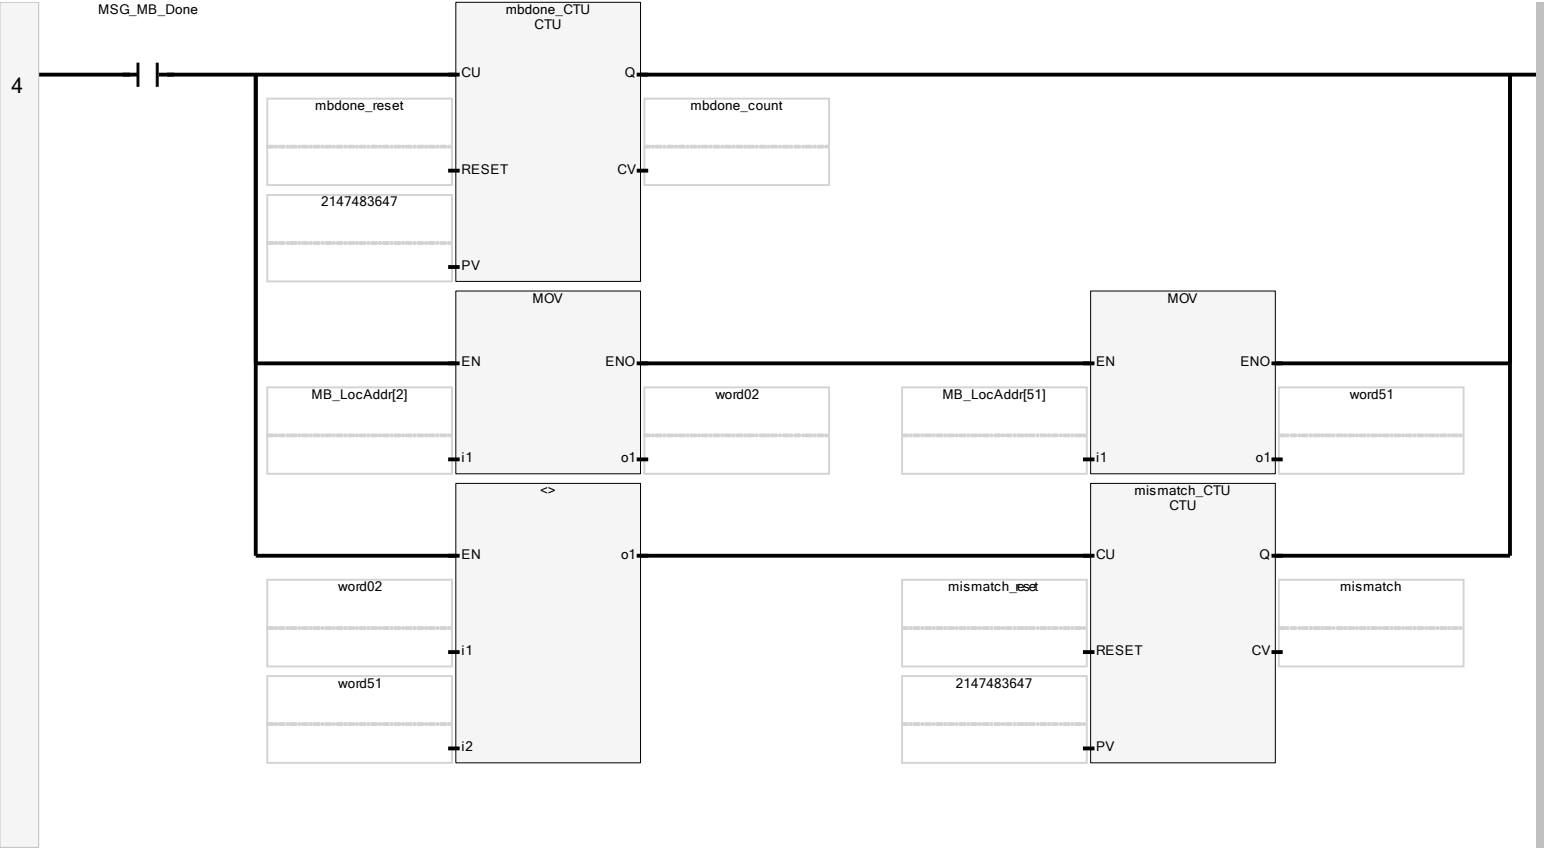 MSG_MB_Done
mbdone_CTU
CTU
4
CU
Q
mbdone_reset
mbdone_count
RESET
CV
2147483647
PV
MOV
MOV
EN
ENO
EN
ENO
MB_LocAddr[2]
word02
MB_LocAddr[51]
word51
i1
o1
i1
o1
<>
mismatch_CTU
CTU
EN
o1
CU
Q
word02
mismatch_reset
mismatch
i1
RESET
CV
word51
2147483647
i2
PV